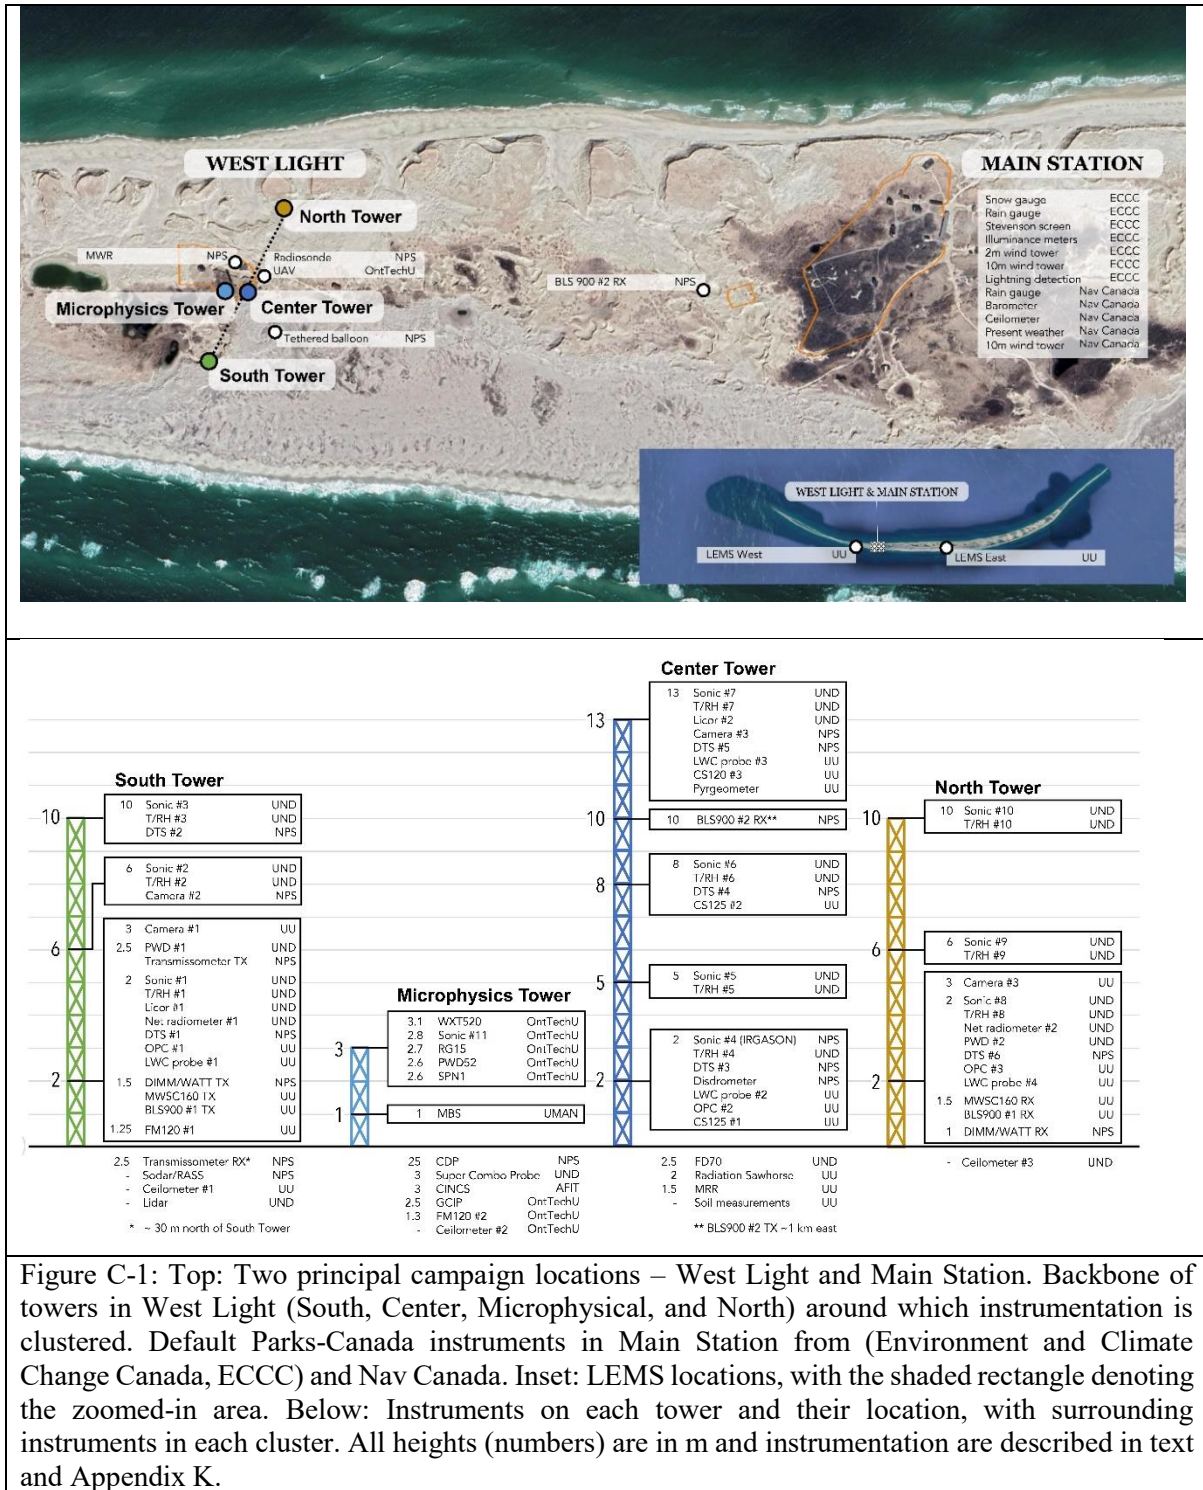 WEST LIGHT
North Tower
MWR NPS
Radiosonde NPS
UAV OntTechU
Microphysics Tower
Center Tower
Tethered balloon NPS
South Tower
BLS 900 #2 RX NPS
MAIN STATION
Snow gauge ECCC
Rain gauge ECCC
Stevenson screen ECCC
Illuminance meters ECCC
2m wind tower ECCC
10m wind tower ECCC
Lightning detection ECCC
Rain gauge Nav Canada
Barometer Nav Canada
Ceilometer Nav Canada
Present weather Nav Canada
10m wind tower Nav Canada
WEST LIGHT & MAIN STATION
LEMS West UU
LEMS East UU
South Tower
10
10 Sonic #3 UND
T/RH #3 UND
DTS #2 NPS
6
6 Sonic #2 UND
T/RH #2 UND
Camera #2 NPS
2
3 Camera #1 UU
2.5 PWD #1 UND
Transmissometer TX NPS
2 Sonic #1 UND
T/RH #1 UND
Licor #1 UND
Net radiometer #1 UND
DTS #1 NPS
OPC #1 UU
LWC probe #1 UU
1.5 DIMM/WATT TX NPS
MWSC160 TX UU
BLS900 #1 TX UU
1.25 FM120 #1 UU
2.5 Transmissometer RX* NPS
- Sodar/RASS NPS
- Ceilometer #1 UU
- Lidar UND
* ~ 30 m north of South Tower
Microphysics Tower
3
3.1 WXT520 OntTechU
2.8 Sonic #11 OntTechU
2.7 RG15 OntTechU
2.6 PWD52 OntTechU
2.6 SPN1 OntTechU
1
1 MBS UMAN
25 CDP NPS
3 Super Combo Probe UND
3 CINCS AFIT
2.5 GCIP OntTechU
1.3 FM120 #2 OntTechU
- Ceilometer #2 OntTechU
Center Tower
13
13 Sonic #7 UND
T/RH #7 UND
Licor #2 UND
Camera #3 NPS
DTS #5 NPS
LWC probe #3 UU
CS120 #3 UU
Pyrgeometer UU
10
10 BLS900 #2 RX** NPS
8
8 Sonic #6 UND
T/RH #6 UND
DTS #4 NPS
CS125 #2 UU
5
5 Sonic #5 UND
T/RH #5 UND
2
2 Sonic #4 (IRGASON) NPS
T/RH #4 UND
DTS #3 NPS
Disdrometer NPS
LWC probe #2 UU
OPC #2 UU
CS125 #1 UU
2.5 FD70 UND
2 Radiation Sawhorse UU
1.5 MRR UU
- Soil measurements UU
** BLS900 #2 TX ~1 km east
North Tower
10
10 Sonic #10 UND
T/RH #10 UND
6
6 Sonic #9 UND
T/RH #9 UND
2
3 Camera #3 UU
2 Sonic #8 UND
T/RH #8 UND
Net radiometer #2 UND
PWD #2 UND
DTS #6 NPS
OPC #3 UU
LWC probe #4 UU
1.5 MWSC160 RX UU
BLS900 #1 RX UU
1 DIMM/WATT RX NPS
- Ceilometer #3 UND
Figure C-1: Top: Two principal campaign locations – West Light and Main Station. Backbone of
towers in West Light (South, Center, Microphysical, and North) around which instrumentation is
clustered. Default Parks-Canada instruments in Main Station from (Environment and Climate
Change Canada, ECCC) and Nav Canada. Inset: LEMS locations, with the shaded rectangle denoting
the zoomed-in area. Below: Instruments on each tower and their location, with surrounding
instruments in each cluster. All heights (numbers) are in m and instrumentation are described in text
and Appendix K.